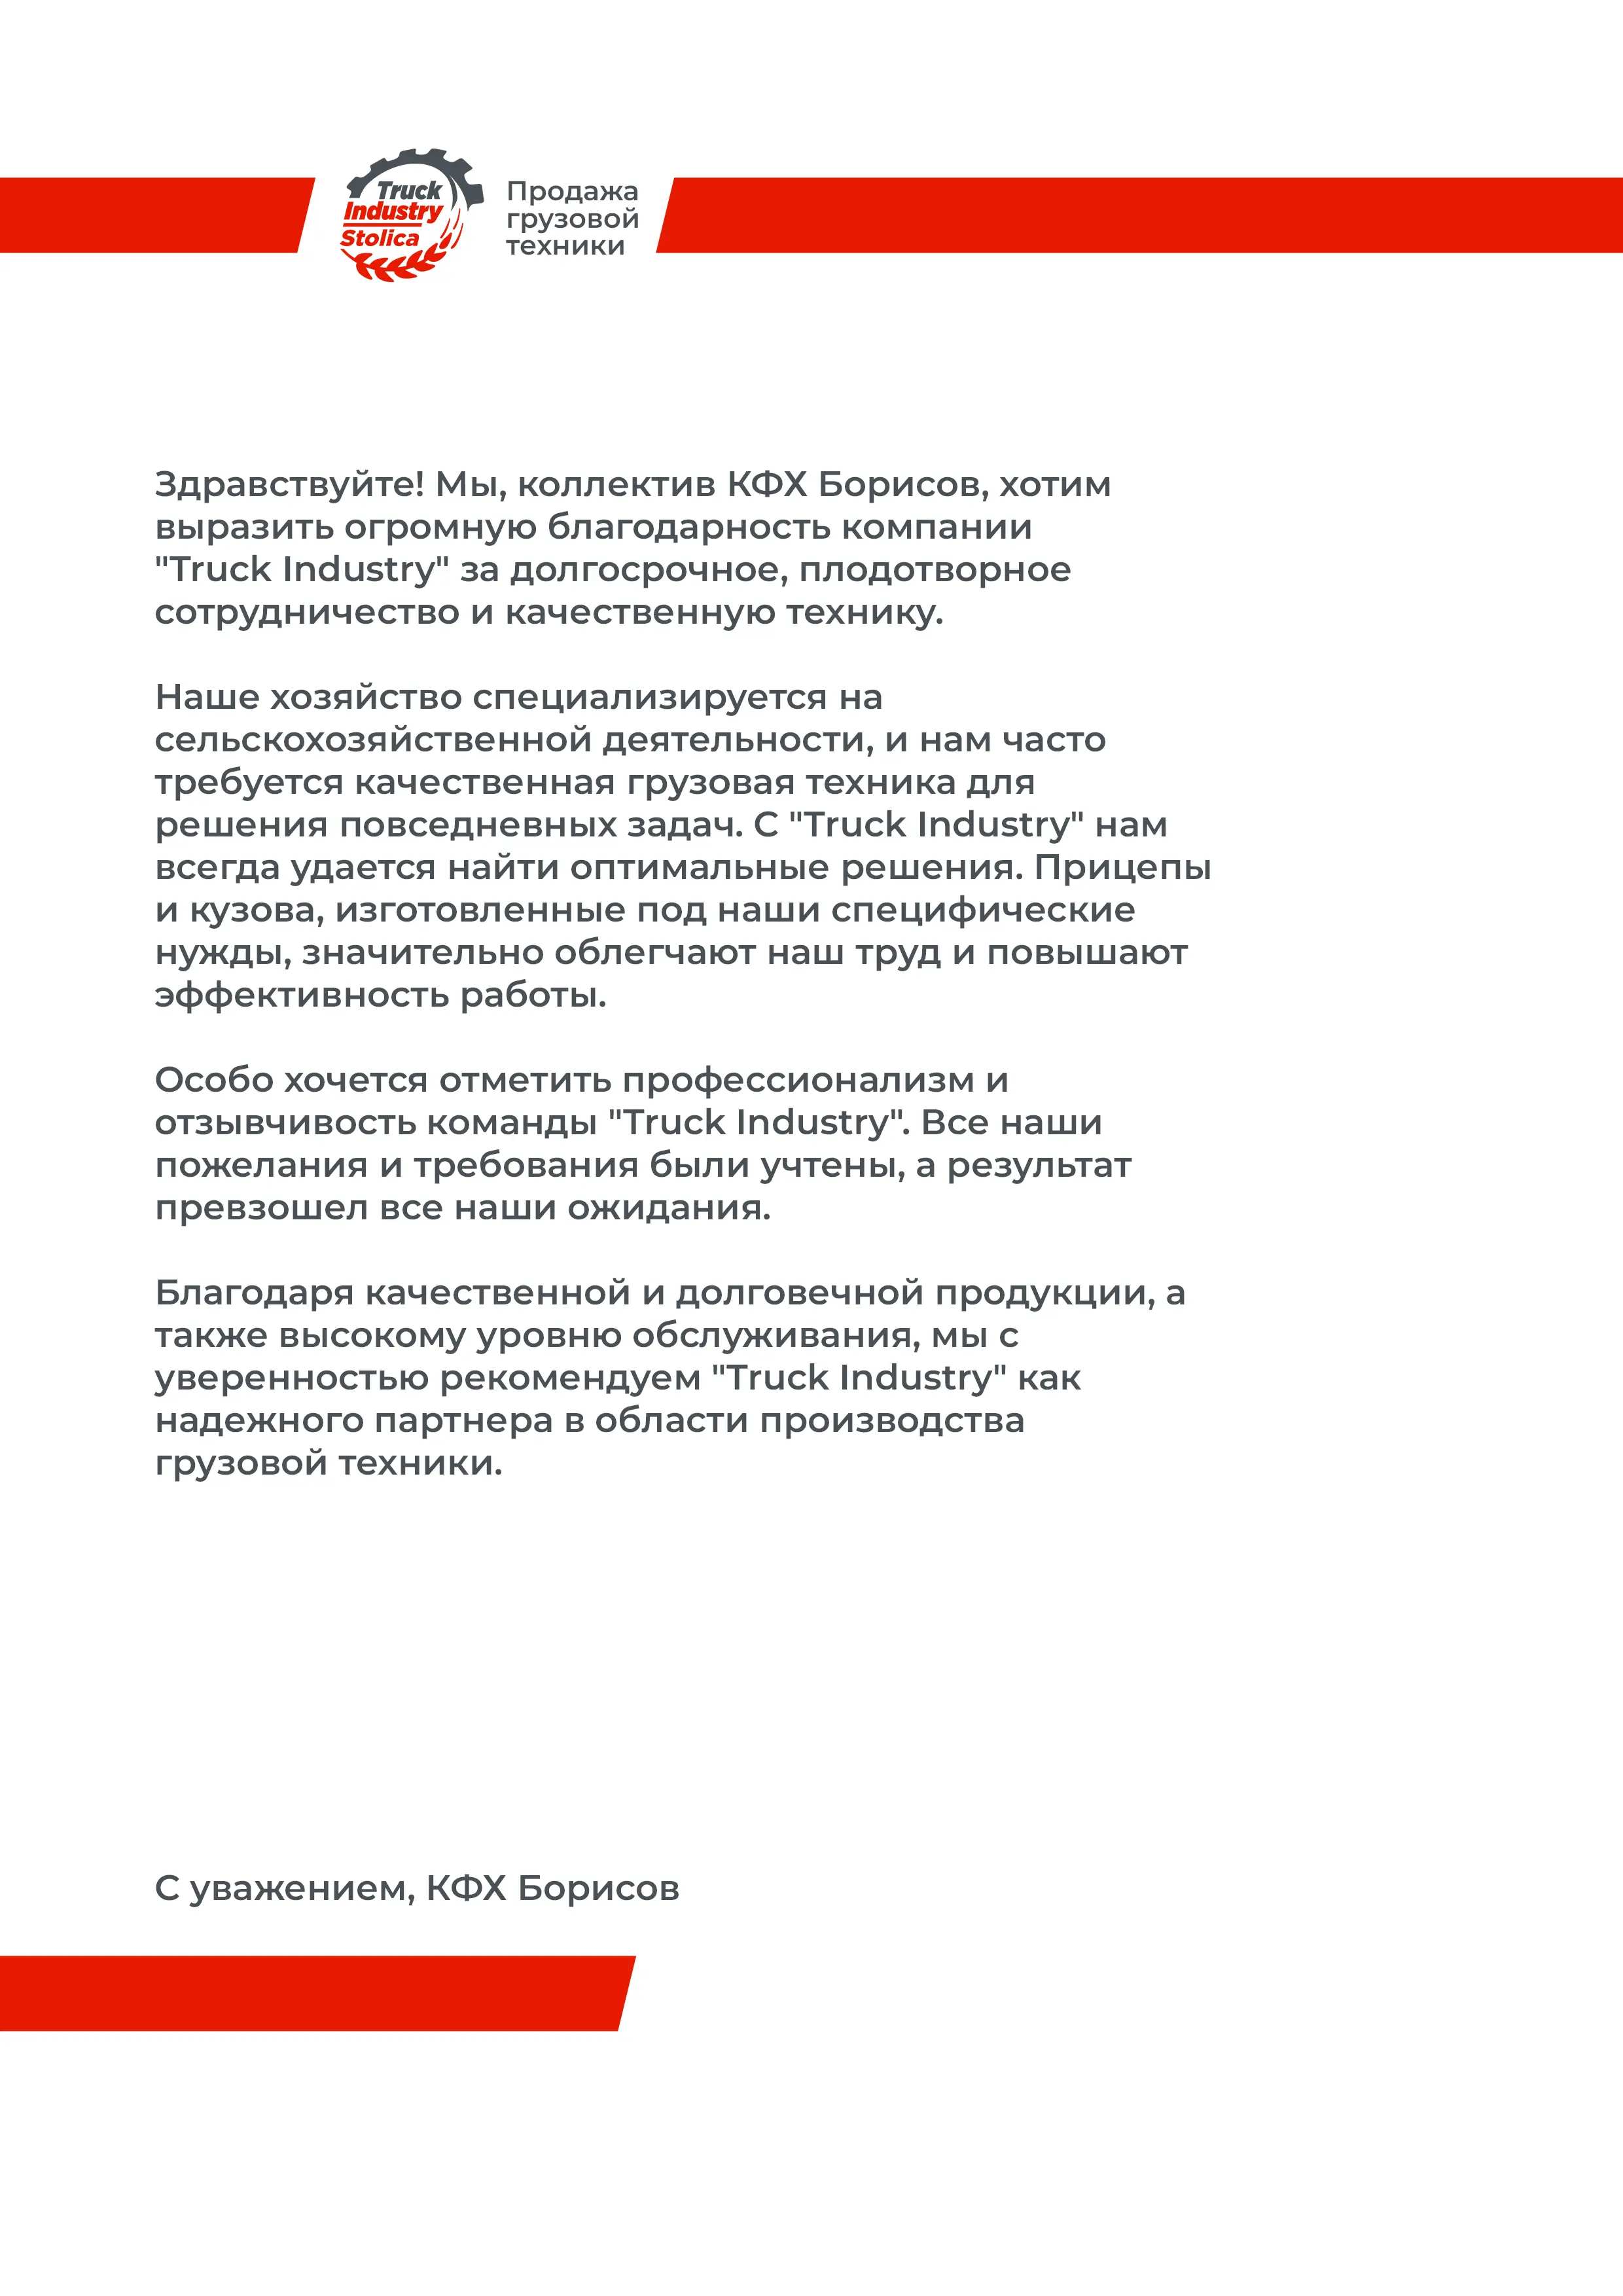 Truck
Industry
Stolica
Продажа
грузовой
техники
Здравствуйте! Мы, коллектив КФХ Борисов, хотим
выразить огромную благодарность компании
"Truck Industry" за долгосрочное, плодотворное
сотрудничество и качественную технику.
Наше хозяйство специализируется на
сельскохозяйственной деятельности, и нам часто
требуется качественная грузовая техника для
решения повседневных задач. С "Truck Industry" нам
всегда удается найти оптимальные решения. Прицепы
и кузова, изготовленные под наши специфические
нужды, значительно облегчают наш труд и повышают
эффективность работы.
Особо хочется отметить профессионализм и
отзывчивость команды "Truck Industry". Все наши
пожелания и требования были учтены, а результат
превзошел все наши ожидания.
Благодаря качественной и долговечной продукции, а
также высокому уровню обслуживания, мы с
уверенностью рекомендуем "Truck Industry" как
надежного партнера в области производства
грузовой техники.
С уважением, КФХ Борисов